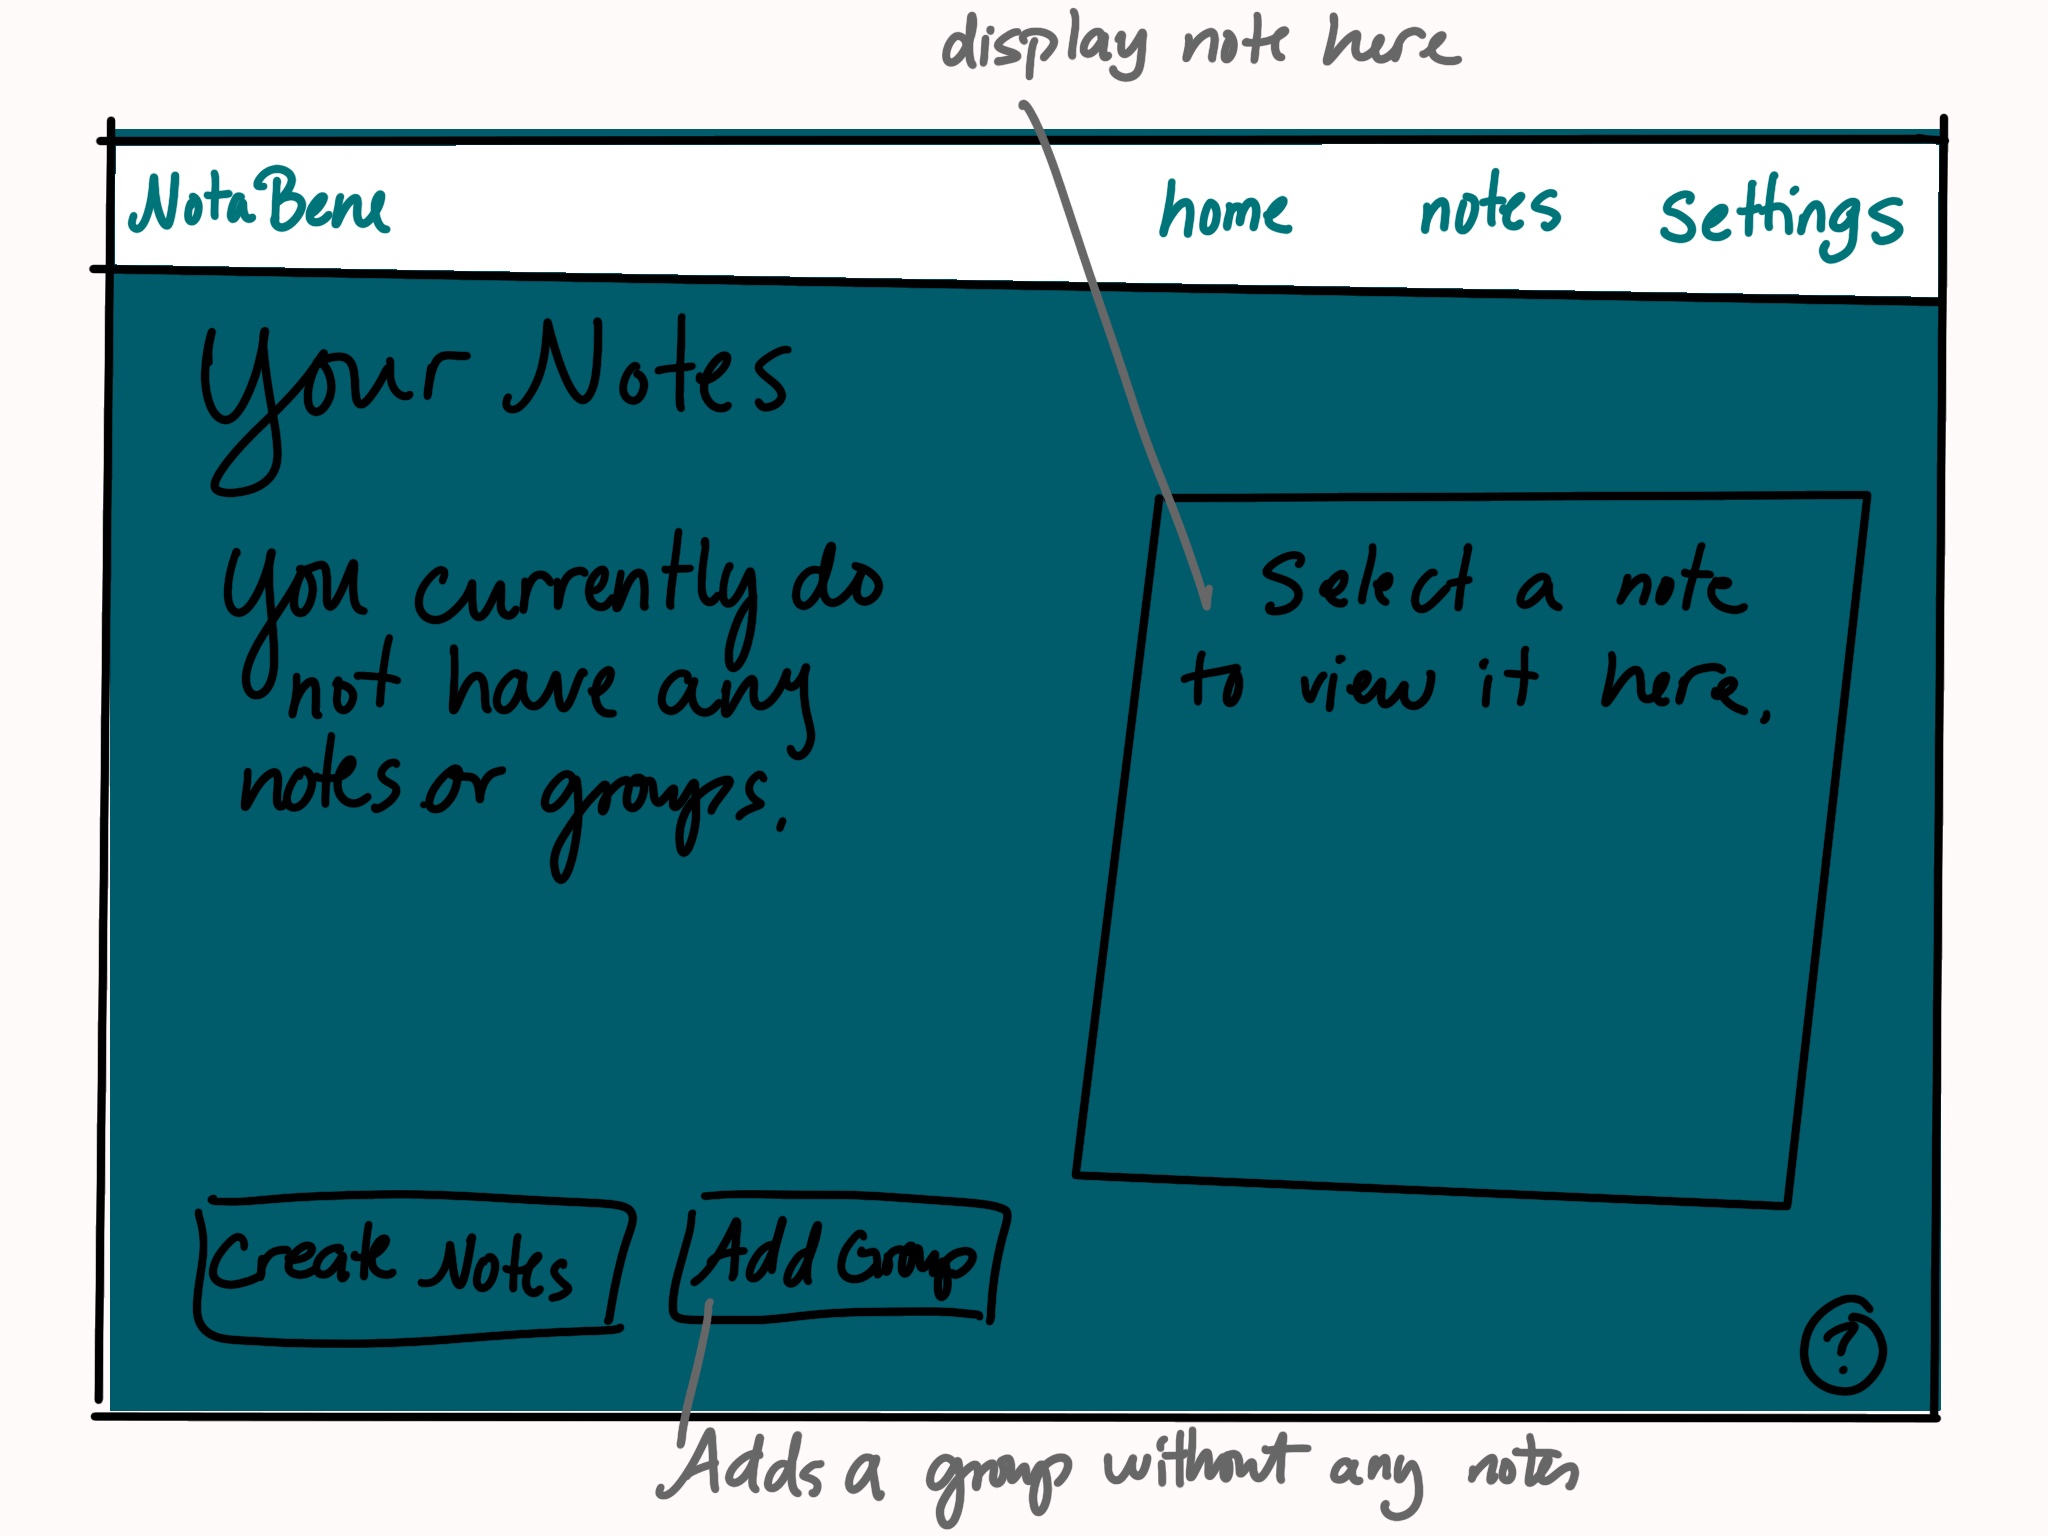 display note here
NotaBene home notes settings
Your Notes
You currently do
not have any
notes or groups.
Select a note
to view it here.
Create Notes
Add Group
?
Adds a group without any notes